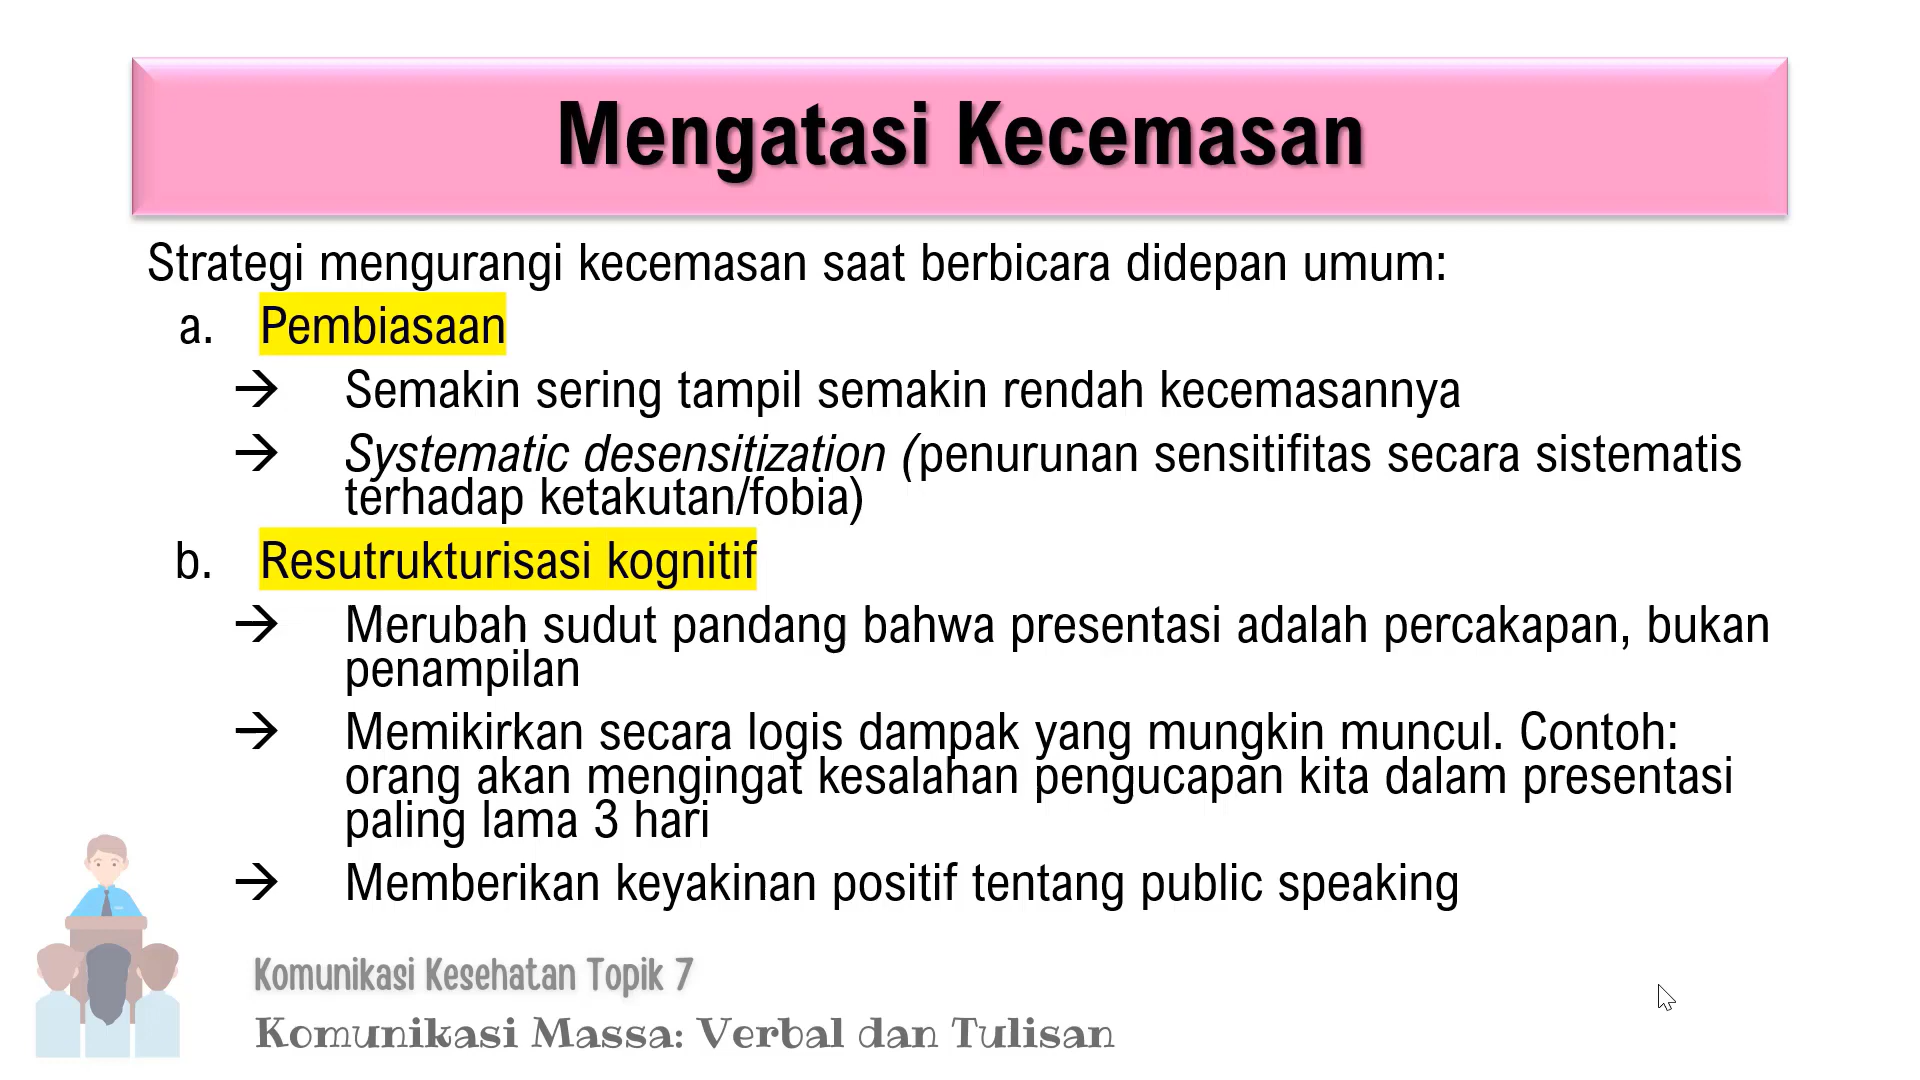 Mengatasi Kecemasan
Strategi mengurangi kecemasan saat berbicara didepan umum:
a. Pembiasaan
→ Semakin sering tampil semakin rendah kecemasannya
→ Systematic desensitization (penurunan sensitifitas secara sistematis
terhadap ketakutan/fobia)
b. Resutrukturisasi kognitif
→ Merubah sudut pandang bahwa presentasi adalah percakapan, bukan
penampilan
→ Memikirkan secara logis dampak yang mungkin muncul. Contoh:
orang akan mengingat kesalahan pengucapan kita dalam presentasi
paling lama 3 hari
→ Memberikan keyakinan positif tentang public speaking
Komunikasi Kesehatan Topik 7
Komunikasi Massa: Verbal dan Tulisan